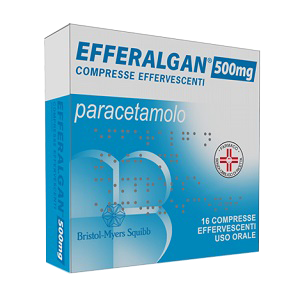 EFFERALGAN® 500mg
COMPRESSE EFFERVESCENTI
paracetamolo
16 COMPRESSE
EFFERVESCENTI
USO ORALE
Bristol-Myers Squibb
EFFERALGAN 500mg